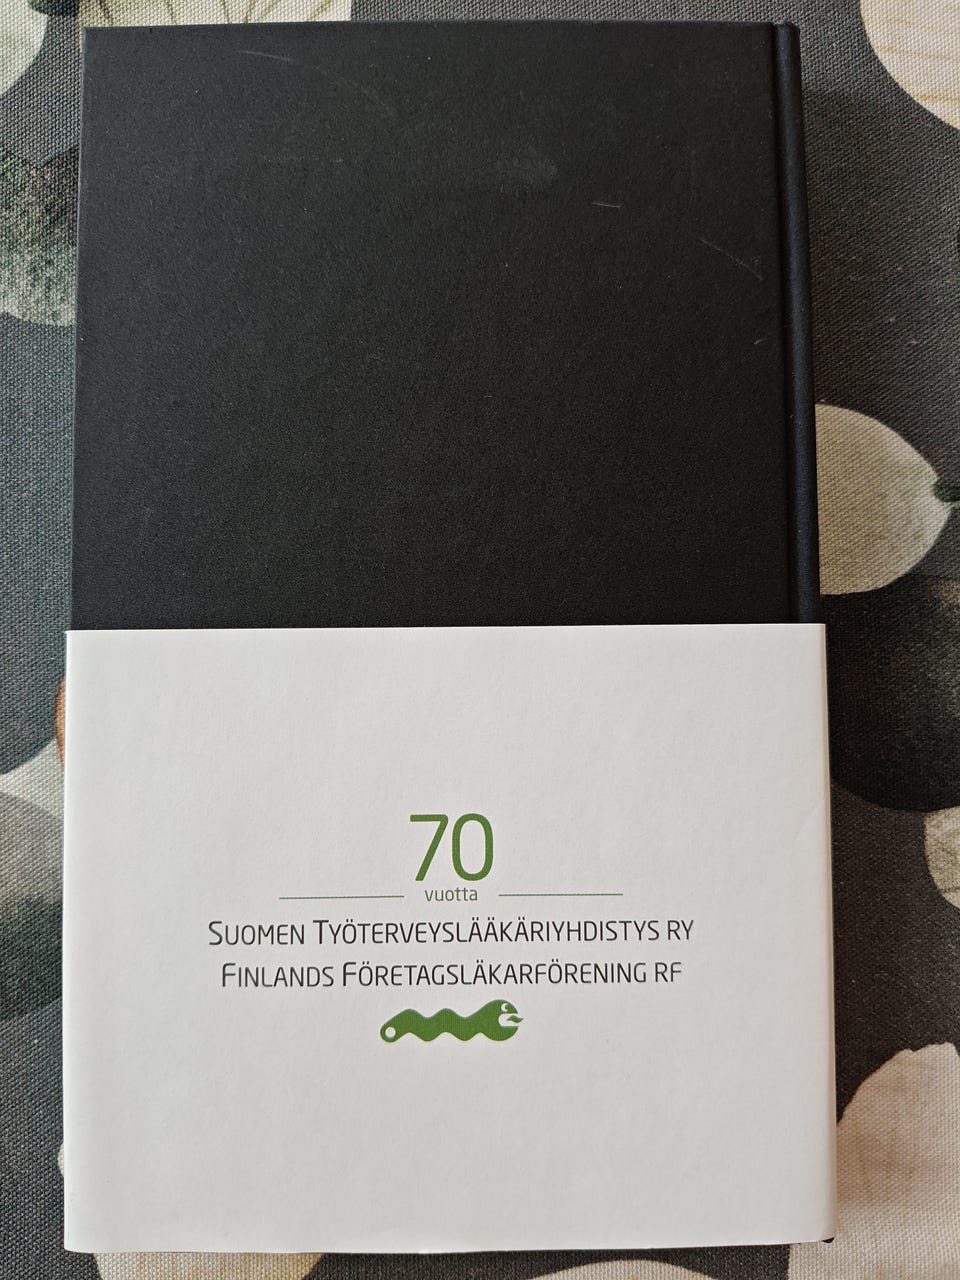 70
vuotta
Suomen Työterveyslääkäriyhdistys ry
Finlands Företagsläkarförening rf